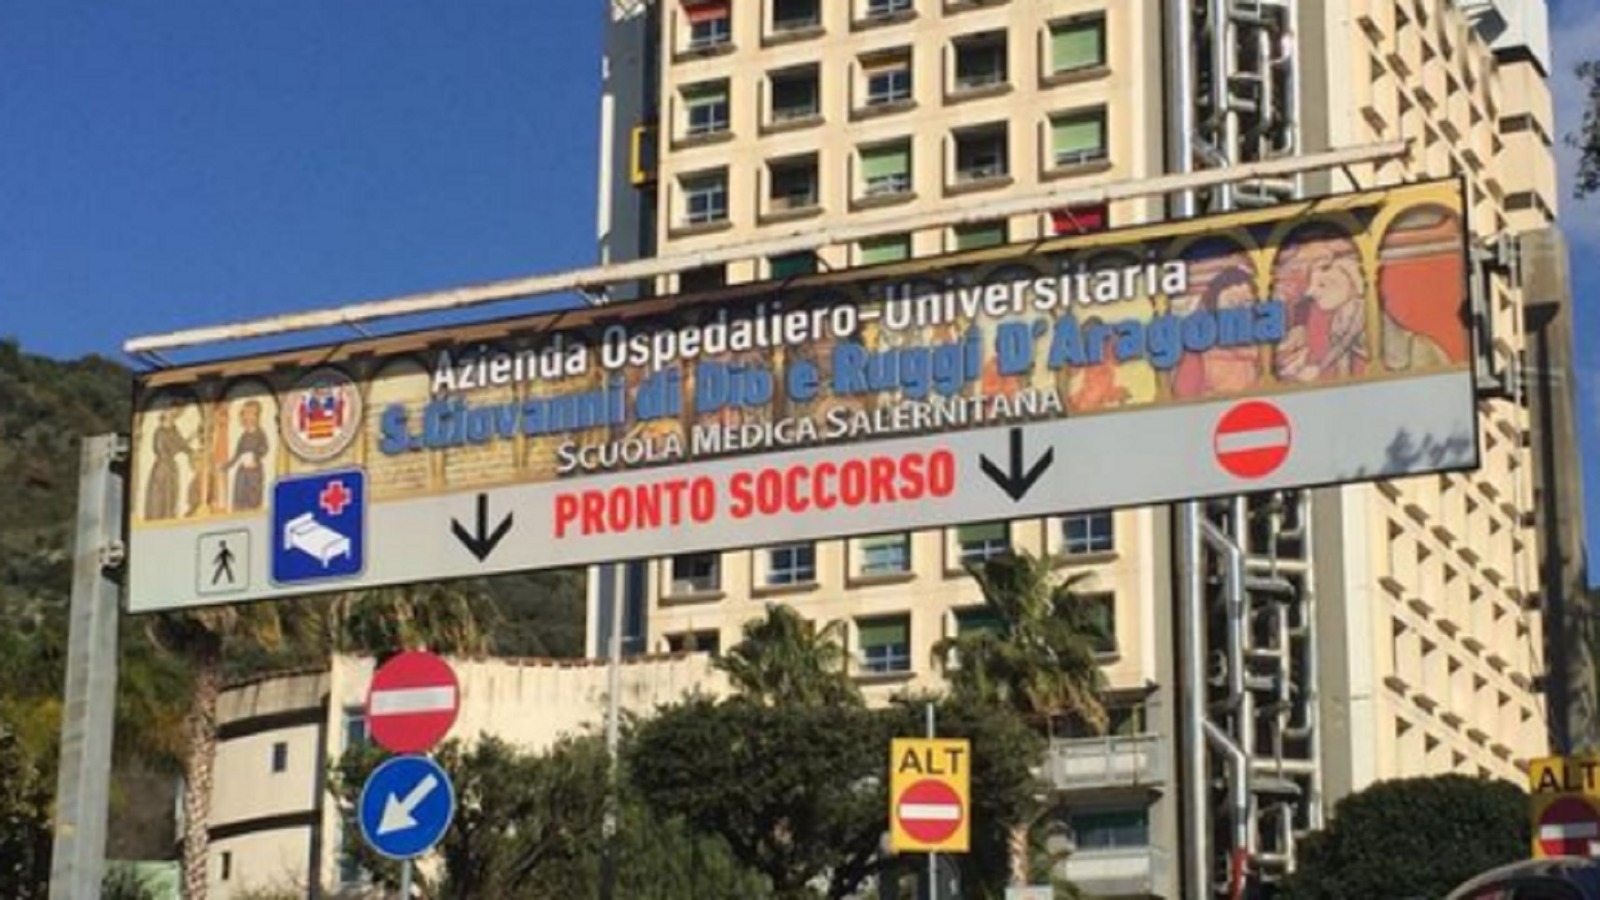 Azienda Ospedaliero-Universitaria
S.Giovanni di Dio e Ruggi D'Aragona
SCUOLA MEDICA SALERNITANA
PRONTO SOCCORSO
ALT
ALT